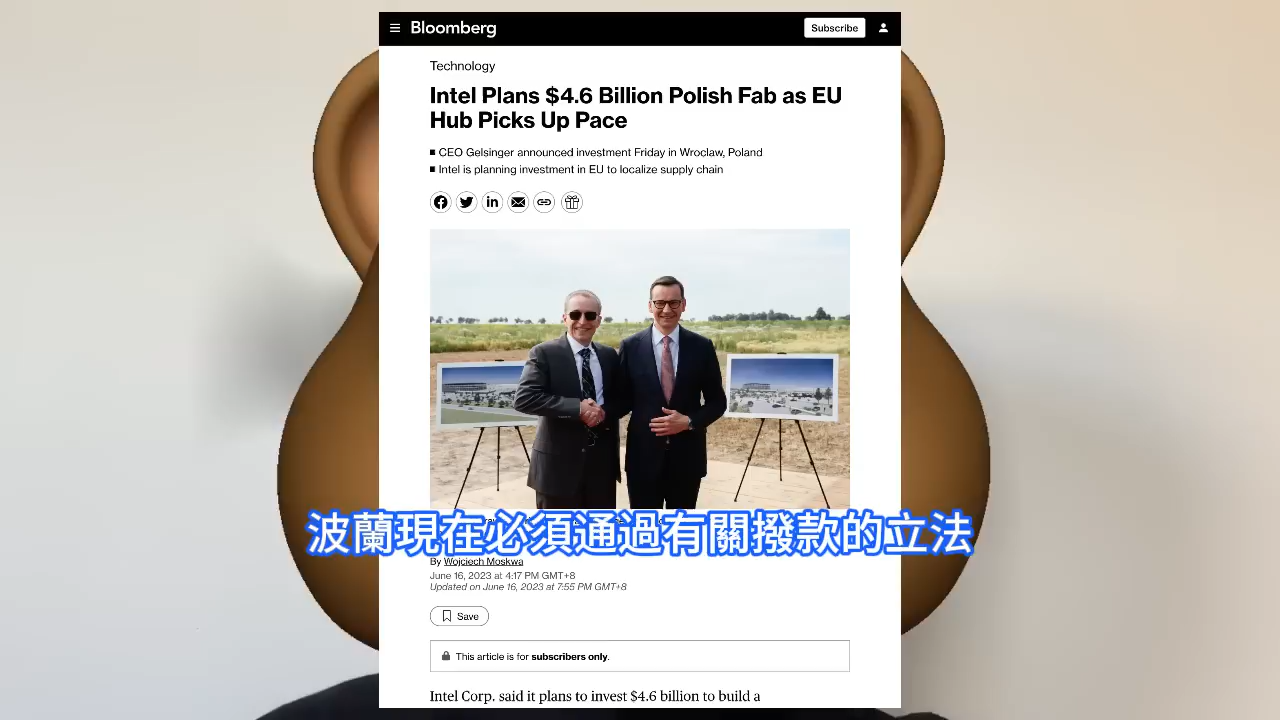 Bloomberg
Subscribe
Technology
Intel Plans $4.6 Billion Polish Fab as EU
Hub Picks Up Pace
CEO Gelsinger announced investment Friday in Wroclaw, Poland
Intel is planning investment in EU to localize supply chain
波蘭現在必須通過有關撥款的立法
By Wojciech Moskwa
June 16, 2023 at 4:17 PM GMT+8
Updated on June 16, 2023 at 7:55 PM GMT+8
Save
This article is for subscribers only.
Intel Corp. said it plans to invest $4.6 billion to build a